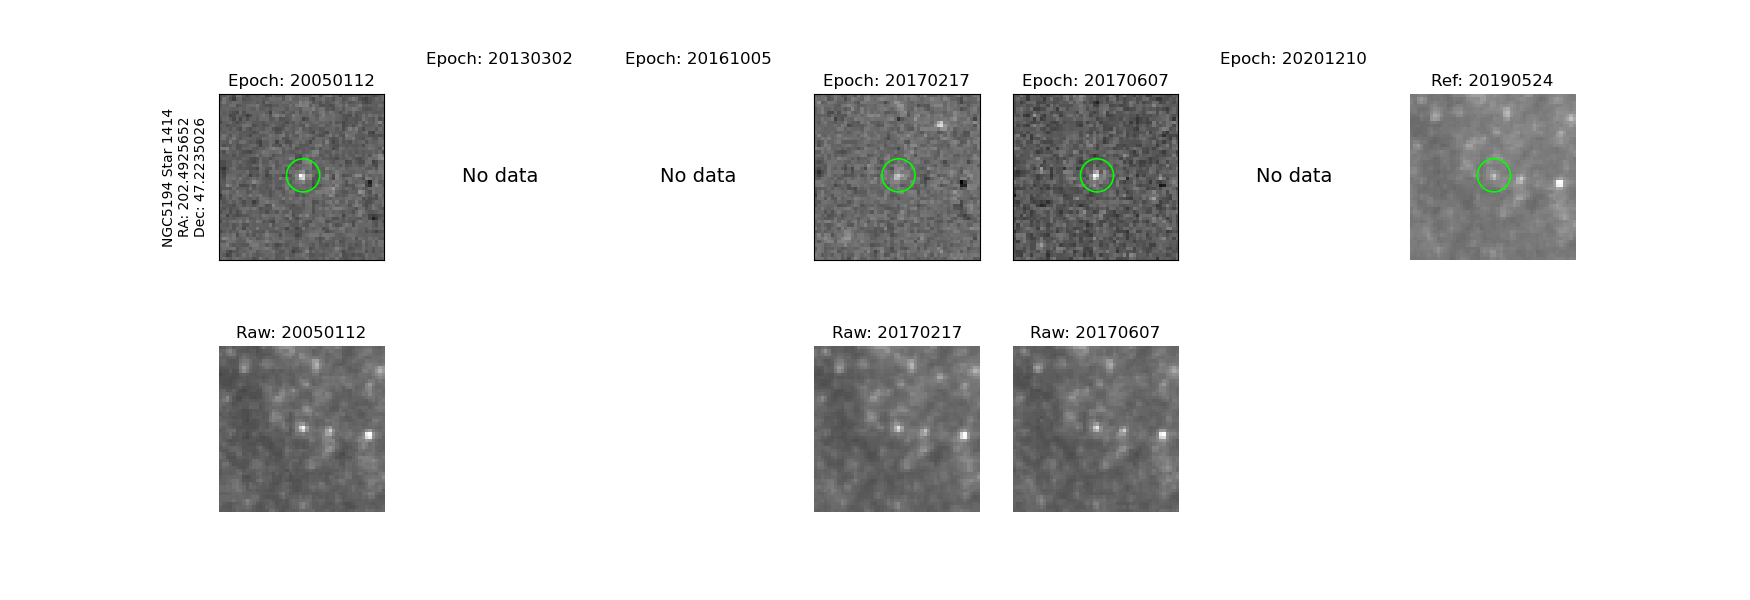 Epoch: 20130302
Epoch: 20161005
Epoch: 20201210
Epoch: 20050112
Epoch: 20170217
Epoch: 20170607
Ref: 20190524
NGC5194 Star 1414
RA: 202.4925652
Dec: 47.2235026
No data
No data
No data
Raw: 20050112
Raw: 20170217
Raw: 20170607